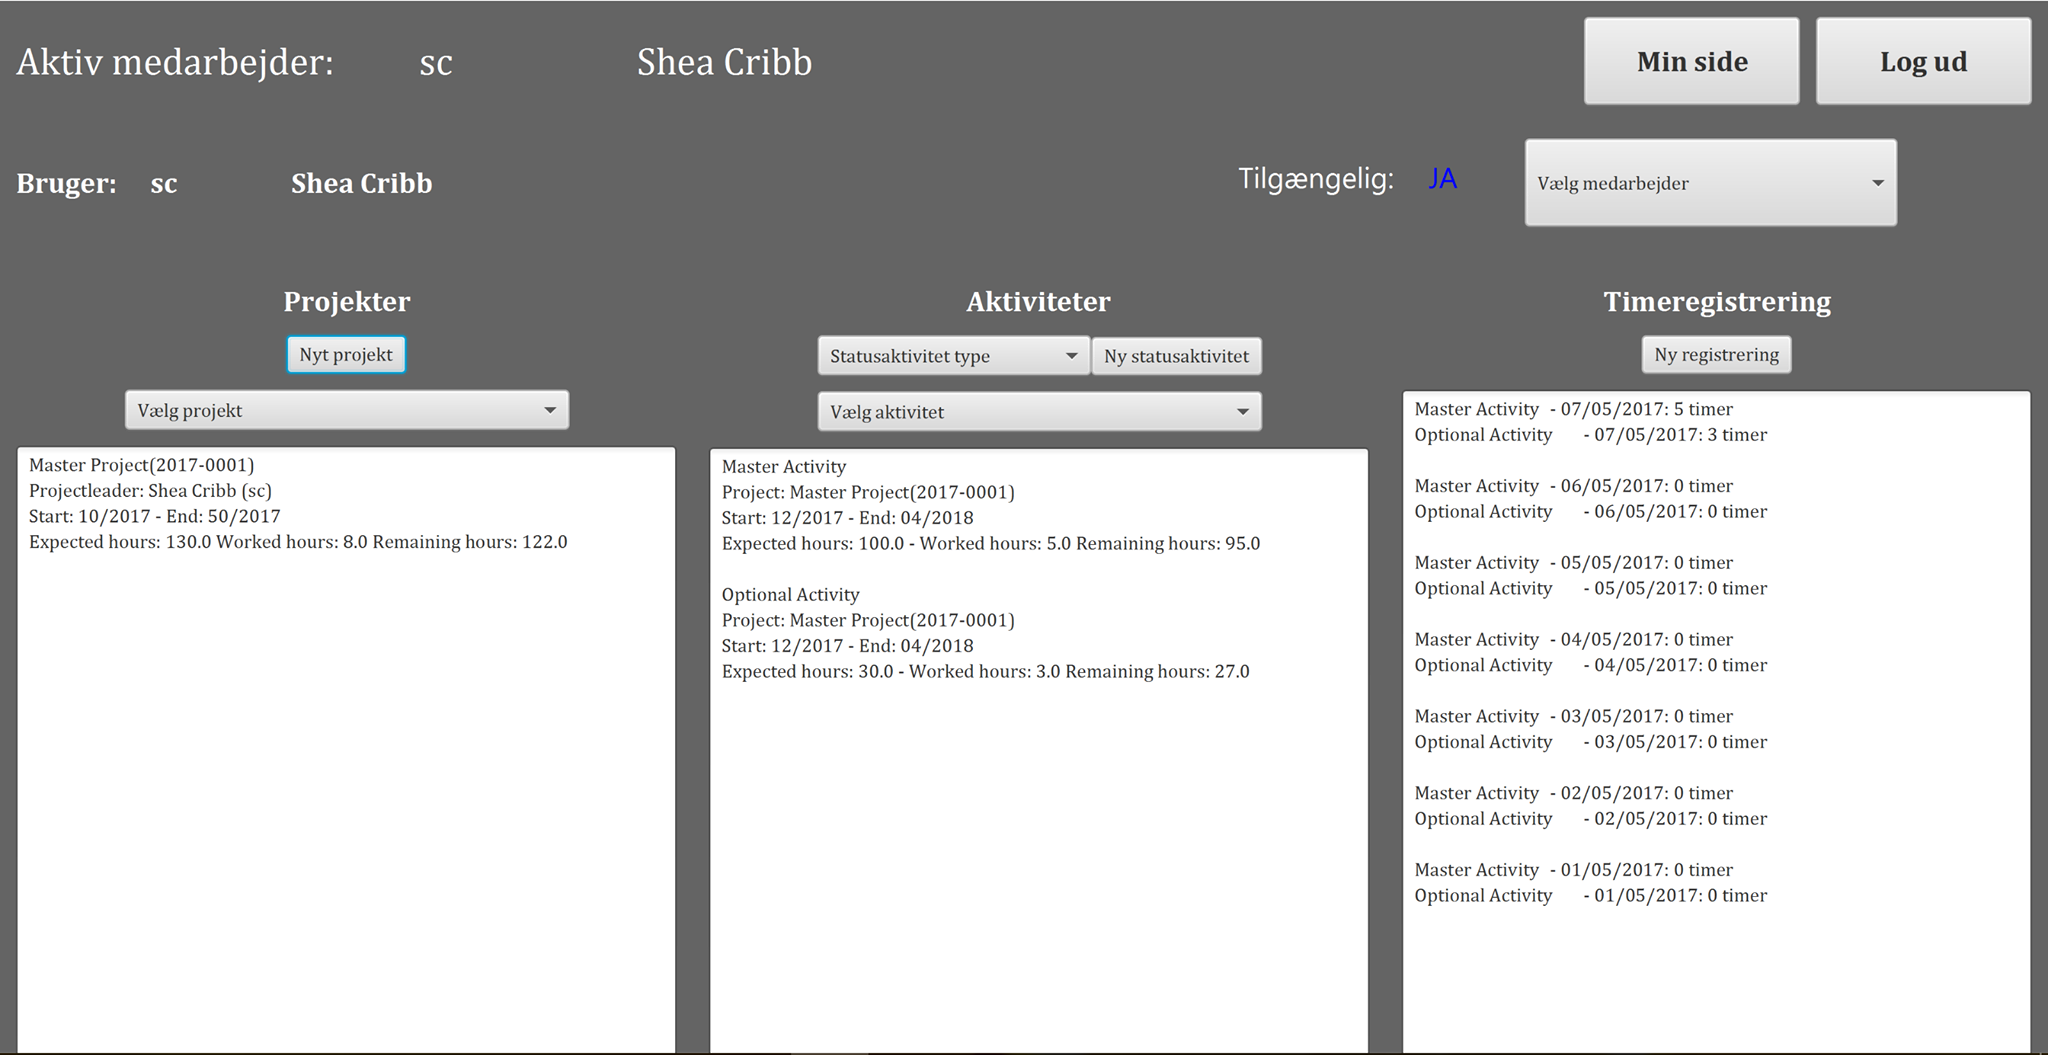 Aktiv medarbejder: sc Shea Cribb
Min side
Log ud
Bruger: sc Shea Cribb
Tilgængelig: JA
Vælg medarbejder
Projekter
Nyt projekt
Vælg projekt
Master Project(2017-0001)
Projectleader: Shea Cribb (sc)
Start: 10/2017 - End: 50/2017
Expected hours: 130.0 Worked hours: 8.0 Remaining hours: 122.0
Aktiviteter
Statusaktivitet type
Ny statusaktivitet
Vælg aktivitet
Master Activity
Project: Master Project(2017-0001)
Start: 12/2017 - End: 04/2018
Expected hours: 100.0 - Worked hours: 5.0 Remaining hours: 95.0
Optional Activity
Project: Master Project(2017-0001)
Start: 12/2017 - End: 04/2018
Expected hours: 30.0 - Worked hours: 3.0 Remaining hours: 27.0
Timeregistrering
Ny registrering
Master Activity - 07/05/2017: 5 timer
Optional Activity - 07/05/2017: 3 timer
Master Activity - 06/05/2017: 0 timer
Optional Activity - 06/05/2017: 0 timer
Master Activity - 05/05/2017: 0 timer
Optional Activity - 05/05/2017: 0 timer
Master Activity - 04/05/2017: 0 timer
Optional Activity - 04/05/2017: 0 timer
Master Activity - 03/05/2017: 0 timer
Optional Activity - 03/05/2017: 0 timer
Master Activity - 02/05/2017: 0 timer
Optional Activity - 02/05/2017: 0 timer
Master Activity - 01/05/2017: 0 timer
Optional Activity - 01/05/2017: 0 timer